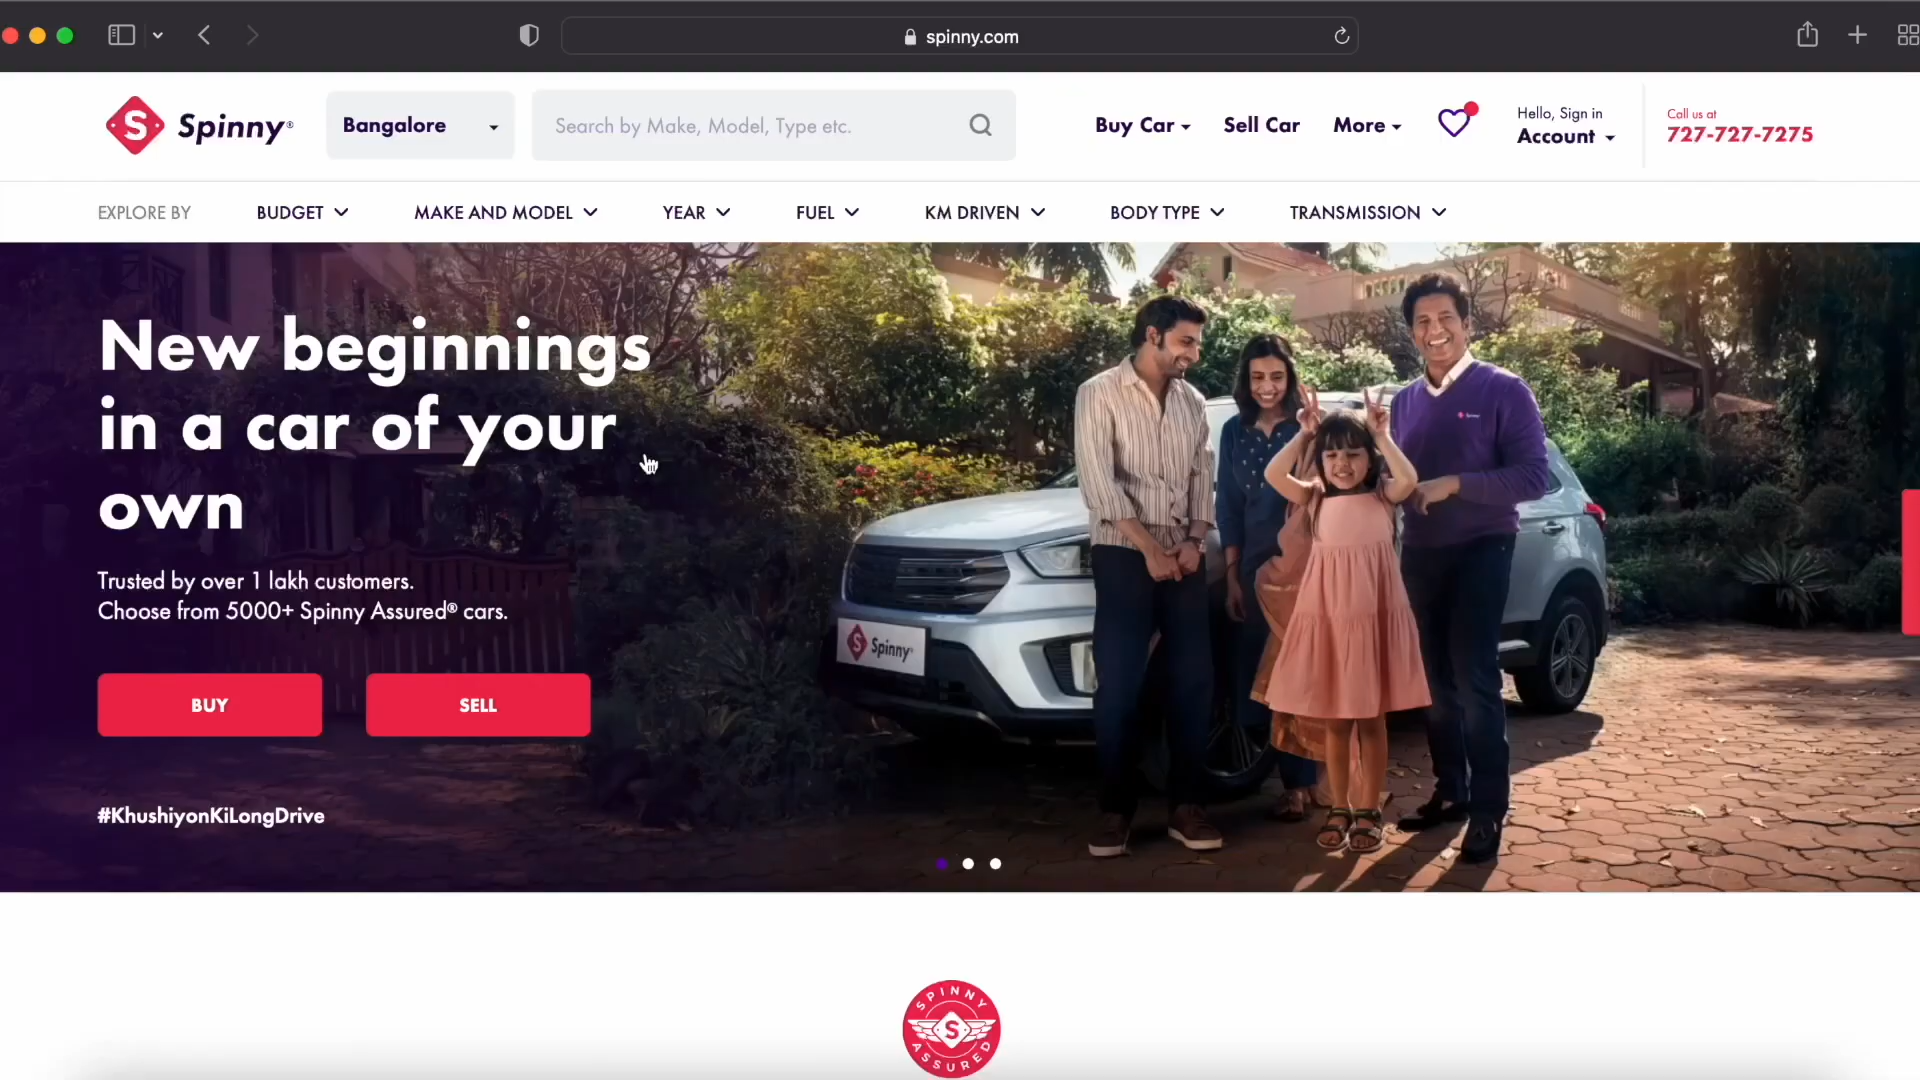 spinny.com
S Spinny®
Bangalore
Search by Make, Model, Type etc.
Buy Car
Sell Car
More
Hello, Sign in
Account
Call us at
727-727-7275
EXPLORE BY
BUDGET
MAKE AND MODEL
YEAR
FUEL
KM DRIVEN
BODY TYPE
TRANSMISSION
New beginnings
in a car of your
own
Trusted by over 1 lakh customers.
Choose from 5000+ Spinny Assured® cars.
BUY
SELL
#KhushiyonKiLongDrive
S Spinny®
Spinny
SPINNY
S
ASSURED